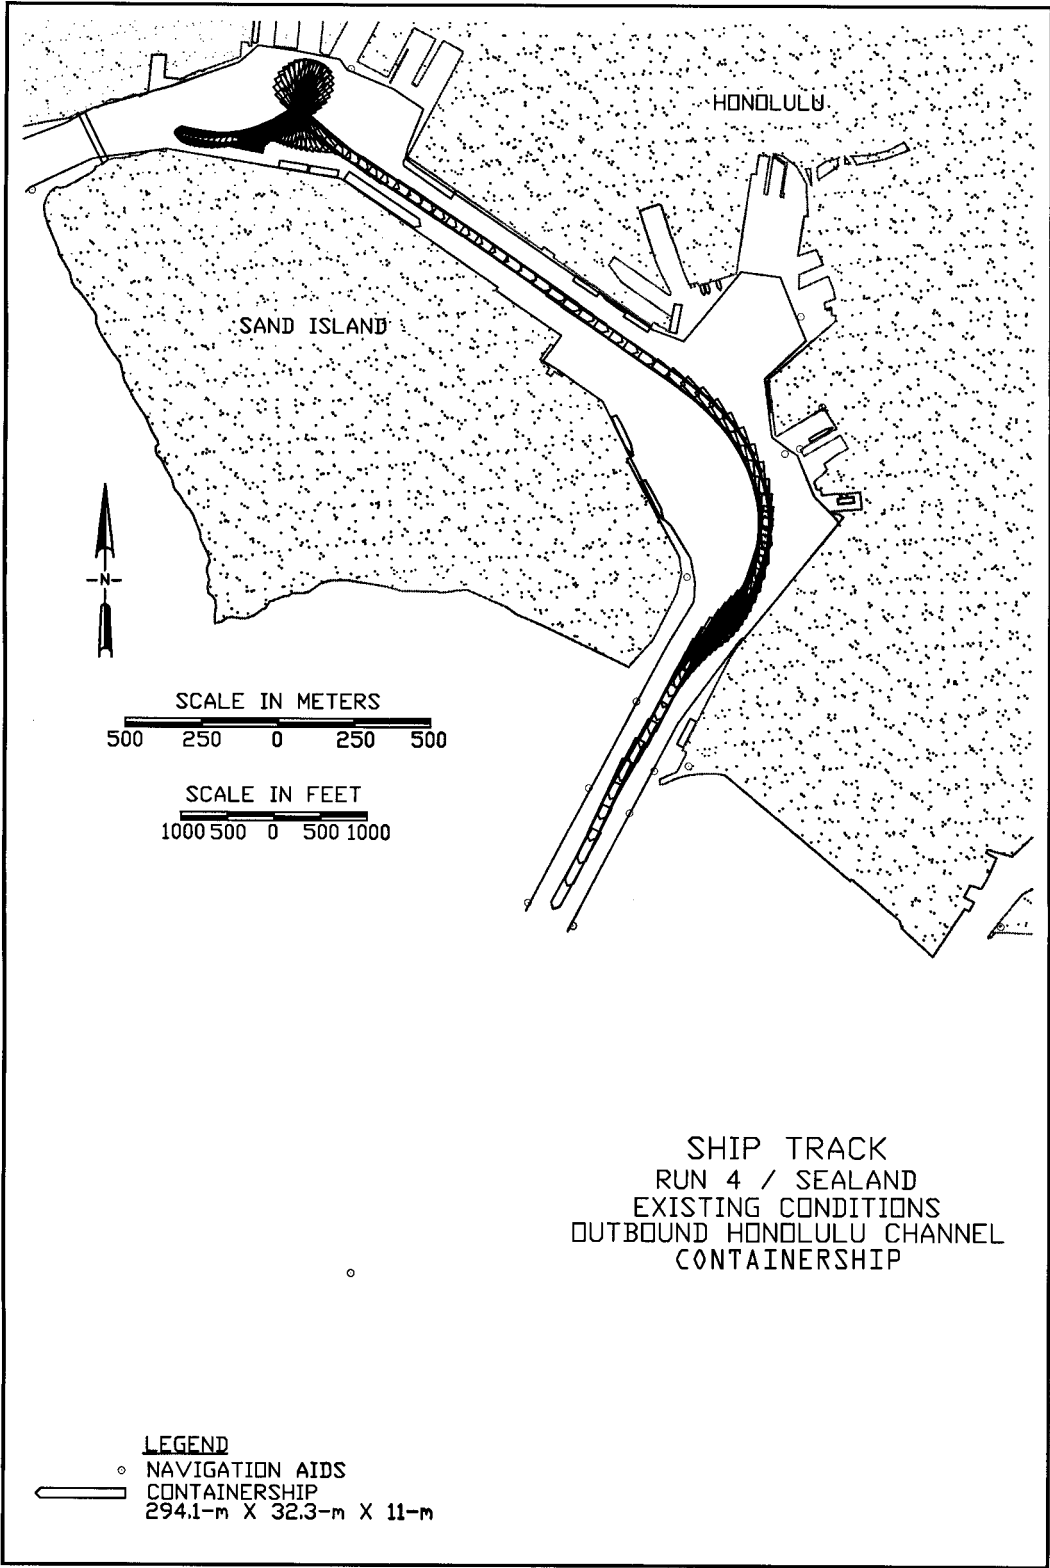 HONOLULU
SAND ISLAND
-N-
SCALE IN METERS
500 250 0 250 500
SCALE IN FEET
1000 500 0 500 1000
SHIP TRACK
RUN 4 / SEALAND
EXISTING CONDITIONS
OUTBOUND HONOLULU CHANNEL
CONTAINERSHIP
LEGEND
NAVIGATION AIDS
CONTAINERSHIP
294.1-m X 32.3-m X 11-m